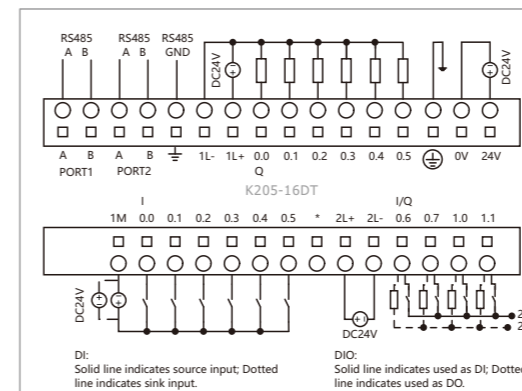 RS485 RS485 RS485
A B A B GND
DC24V
DC24V
A B A B 1L- 1L+ 0.0 0.1 0.2 0.3 0.4 0.5 0V 24V
PORT1 PORT2 Q
K205-16DT
I I/Q
1M 0.0 0.1 0.2 0.3 0.4 0.5 * 2L+ 2L- 0.6 0.7 1.0 1.1
DC24V
DC24V
2
2
DI: 
Solid line indicates source input; Dotted
line indicates sink input.
DIO:
Solid line indicates used as DI; Dotted
line indicates used as DO.